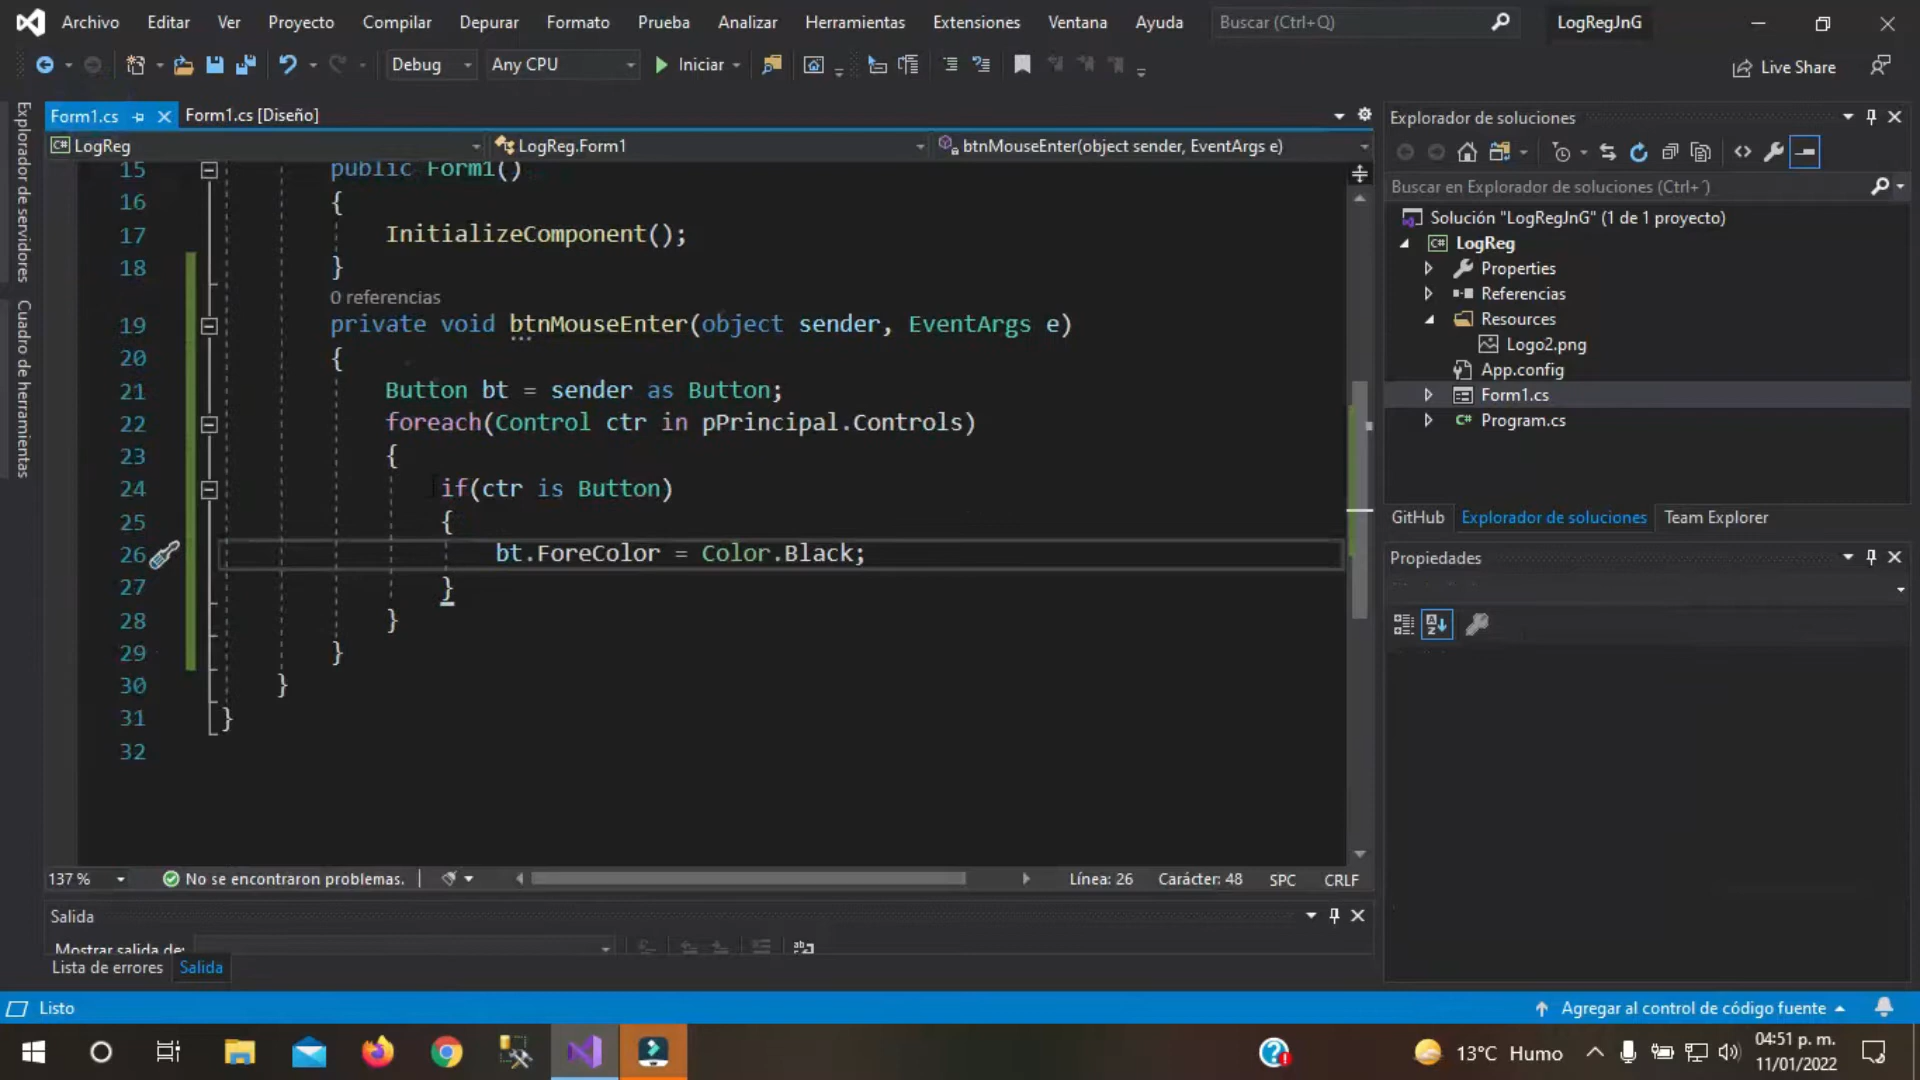 Archivo Editar Ver Proyecto Compilar Depurar Formato Prueba Analizar Herramientas Extensiones Ventana Ayuda Buscar (Ctrl+Q) LogRegJnG
Debug Any CPU Iniciar Live Share
Form1.cs Form1.cs [Diseño]
LogReg LogReg.Form1 btnMouseEnter(object sender, EventArgs e)
Explorador de servidores
Cuadro de herramientas
15 public Form1()
16 {
17 InitializeComponent();
18 }
0 referencias
19 private void btnMouseEnter(object sender, EventArgs e)
20 {
21 Button bt = sender as Button;
22 foreach(Control ctr in pPrincipal.Controls)
23 {
24 if(ctr is Button)
25 {
26 bt.ForeColor = Color.Black;
27 }
28 }
29 }
30 }
31 }
32
137 % No se encontraron problemas. Línea: 26 Carácter: 48 SPC CRLF
Salida
Mostrar salida de:
Lista de errores Salida
Explorador de soluciones
Buscar en Explorador de soluciones (Ctrl+´)
Solución "LogRegJnG" (1 de 1 proyecto)
LogReg
Properties
Referencias
Resources
Logo2.png
App.config
Form1.cs
Program.cs
GitHub Explorador de soluciones Team Explorer
Propiedades
Listo Agregar al control de código fuente
13°C Humo 04:51 p. m.
11/01/2022